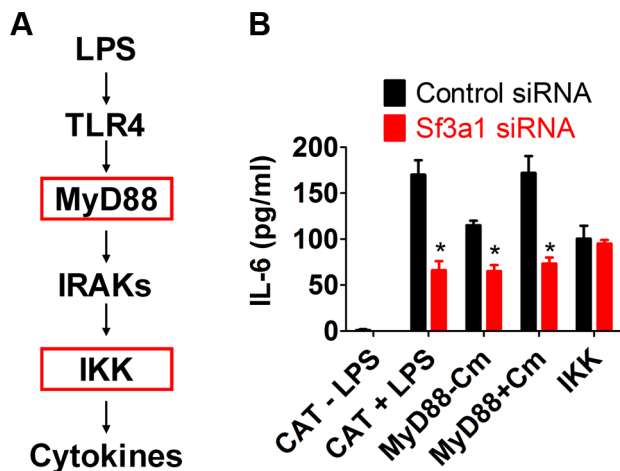 A
LPS
TLR4
MyD88
IRAKs
IKK
Cytokines
B
Control siRNA
Sf3a1 siRNA
IL-6 (pg/ml)
200
150
100
50
0
*
*
*
CAT - LPS
CAT + LPS
MyD88-Cm
MyD88+Cm
IKK